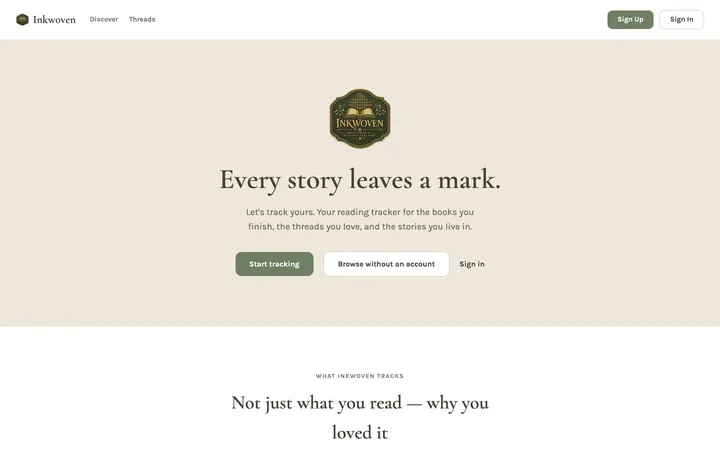 Inkwoven
Discover
Threads
Sign Up
Sign In
INKWOVEN
Every story leaves a mark.
Let's track yours. Your reading tracker for the books you
finish, the threads you love, and the stories you live in.
Start tracking
Browse without an account
Sign in
WHAT INKWOVEN TRACKS
Not just what you read — why you
loved it